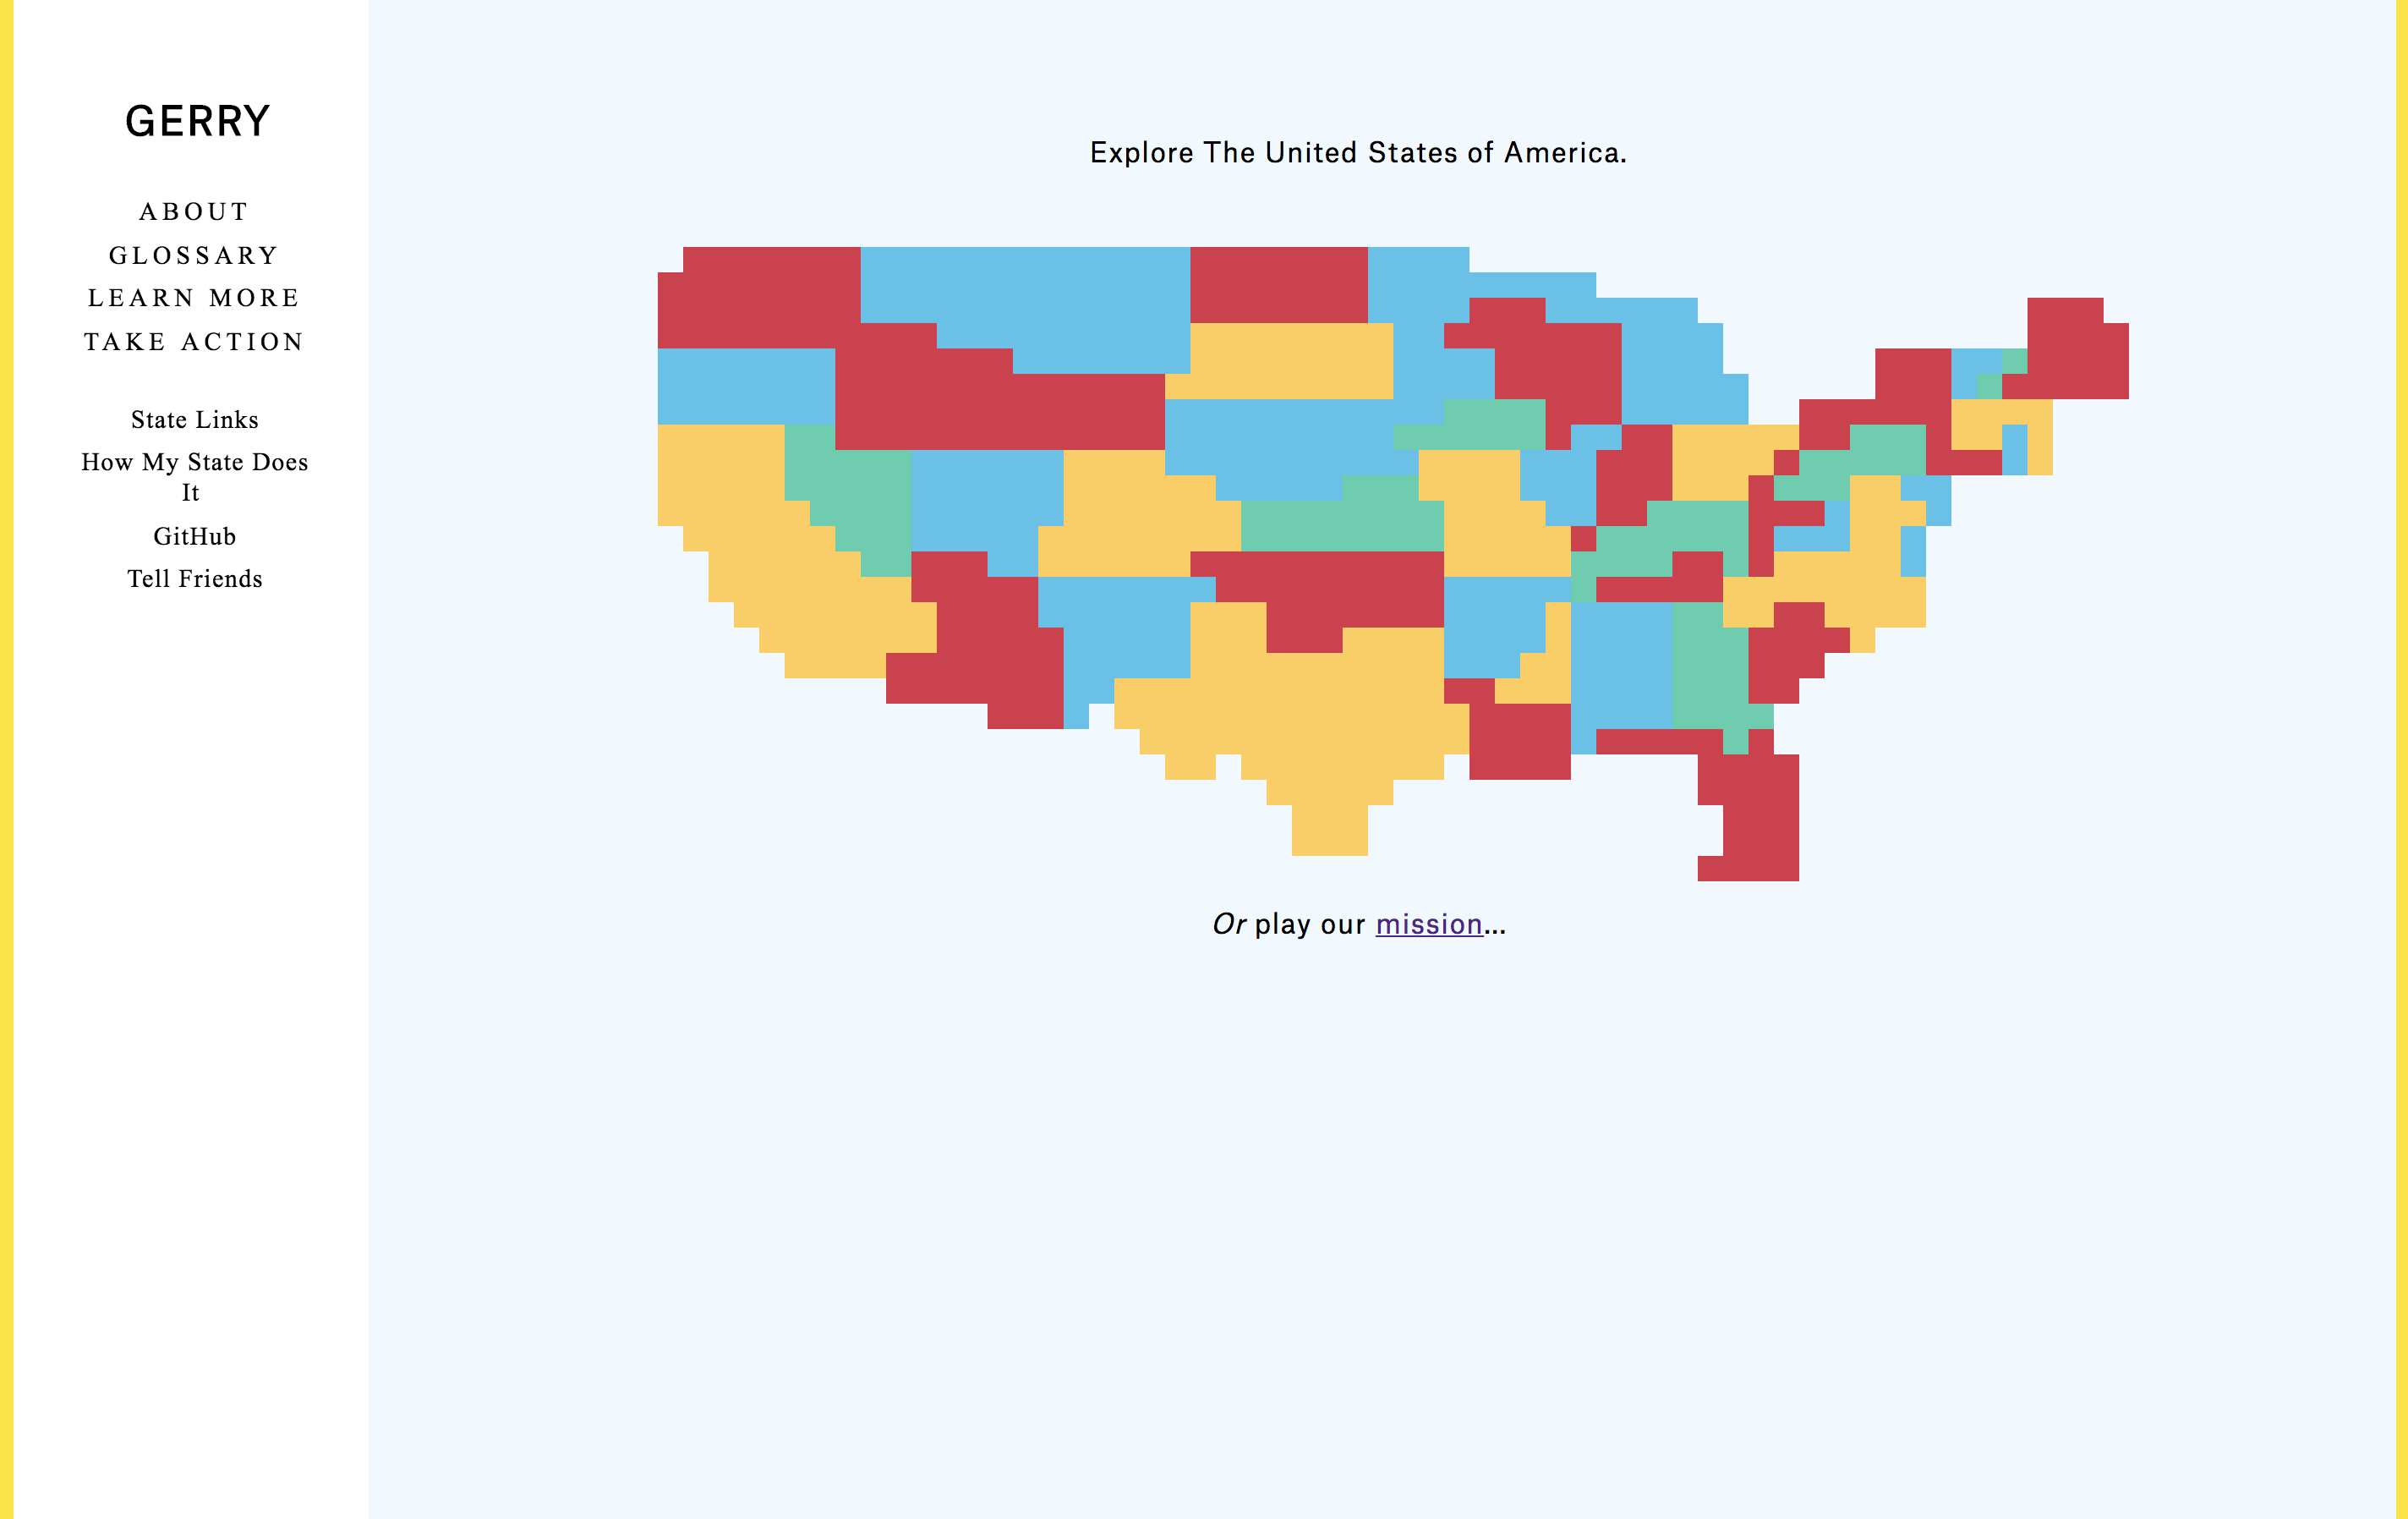 GERRY
ABOUT
GLOSSARY
LEARN MORE
TAKE ACTION
State Links
How My State Does
It
GitHub
Tell Friends
Explore The United States of America.
Or play our mission...